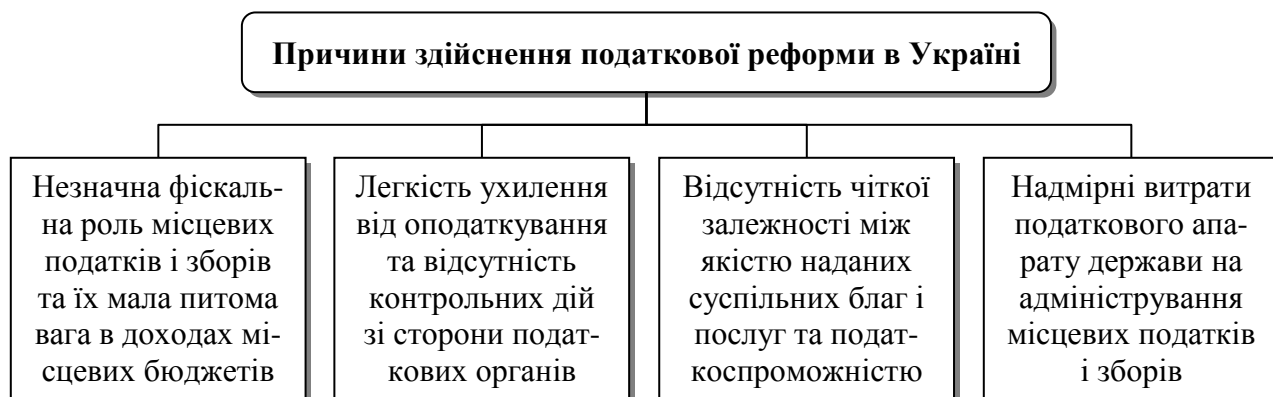 Причини здійснення податкової реформи в Україні
Незначна фіскаль-
на роль місцевих
податків і зборів
та їх мала питома
вага в доходах мі-
сцевих бюджетів
Легкість ухилення
від оподаткування
та відсутність
контрольних дій
зі сторони подат-
кових органів
Відсутність чіткої
залежності між
якістю наданих
суспільних благ і
послуг та подат-
коспроможністю
Надмірні витрати
податкового апа-
рату держави на
адміністрування
місцевих податків
і зборів